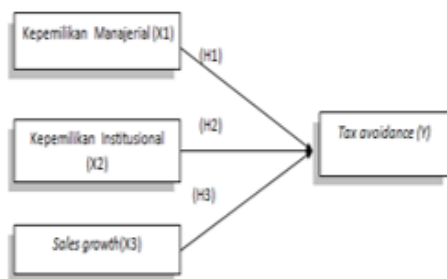 Kepemilikan Manajerial (X1)
(H1)
(H2)
Kepemilikan Institusional
(X2)
Tax avoidance (Y)
(H3)
Sales growth(X3)